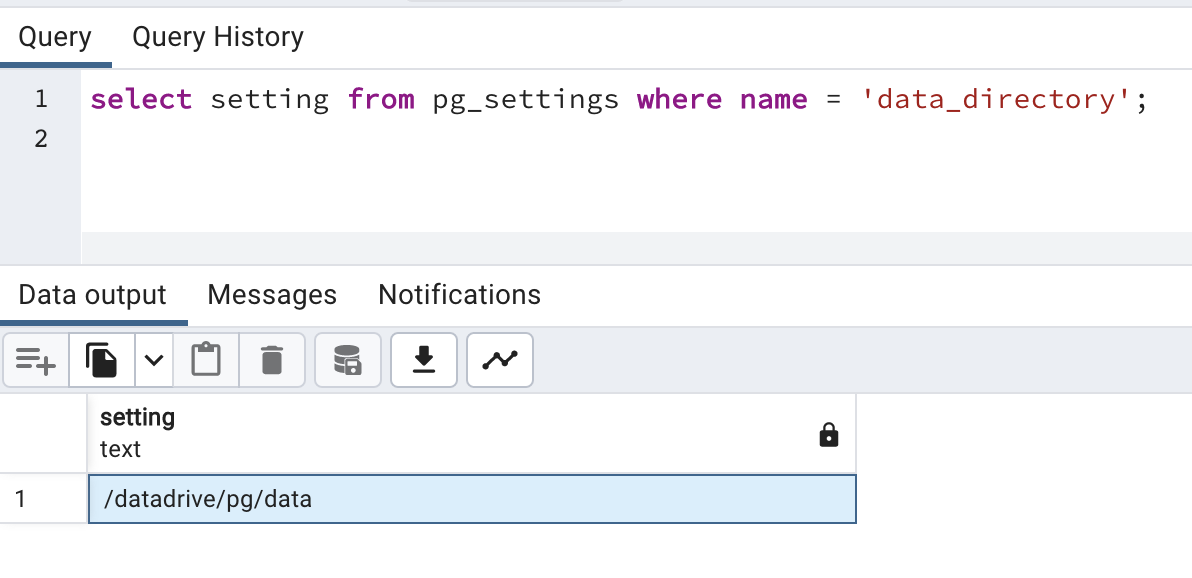 Query Query History
1 select setting from pg_settings where name = 'data_directory';
2
Data output Messages Notifications
setting
text
1 /datadrive/pg/data